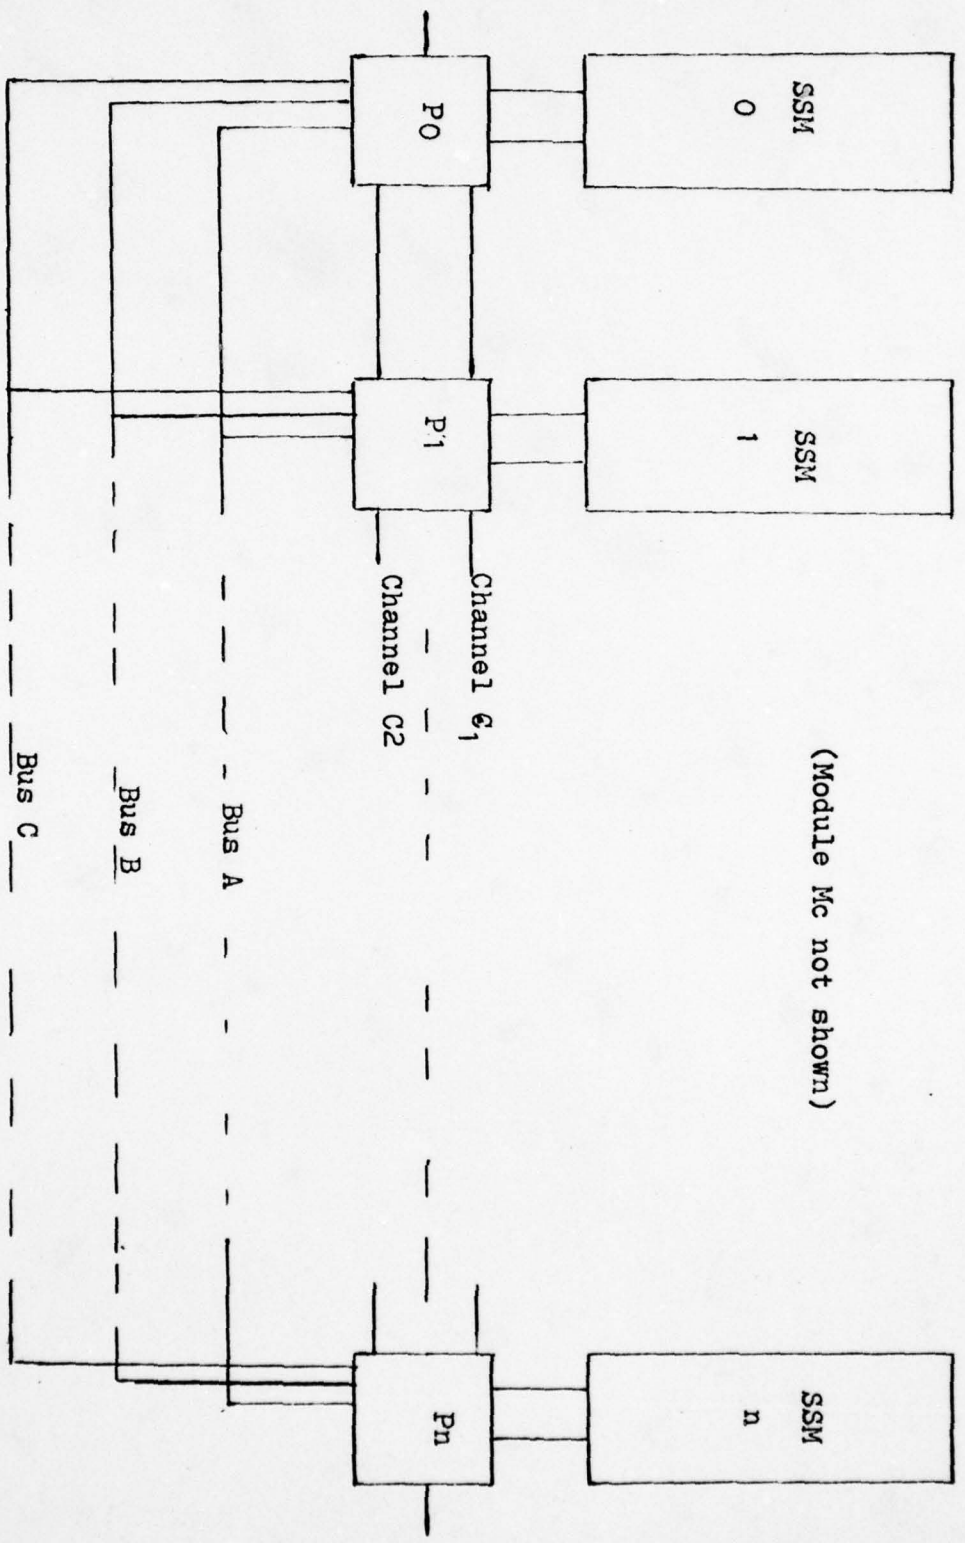 SSM
0
SSM
1
SSM
n
(Module Mc not shown)
P0
P1
Pn
Channel C1
Channel C2
Bus A
Bus B
Bus C